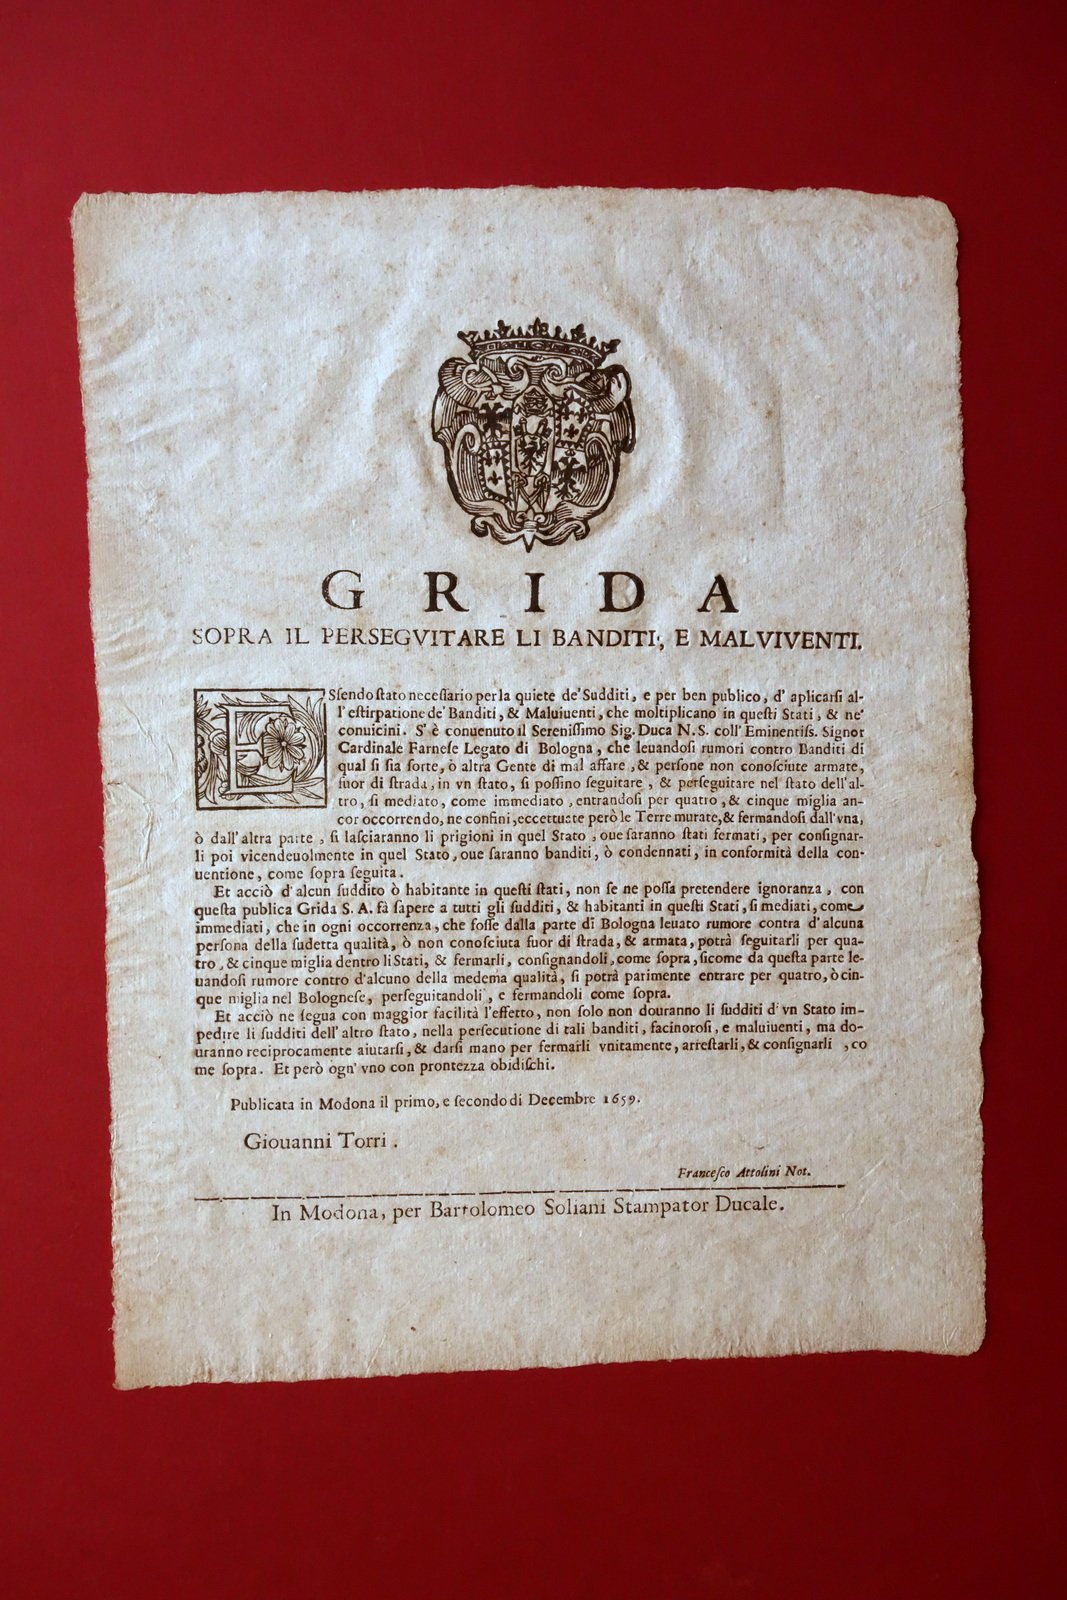 GRIDA
SOPRA IL PERSEGVITARE LI BANDITI, E MALVIVENTI.
ESſendo ſtato neceſſario per la quiete de' Sudditi, e per ben publico, d' aplicarſi al-
l' eſtirpatione de' Banditi, & Maluiuenti, che moltiplicano in queſti Stati, & ne'
conuicini. S' è conuenuto il Sereniſſimo Sig. Duca N. S. coll' Eminentiſs. Signor
Cardinale Farneſe Legato di Bologna, che leuandoſi rumori contro Banditi di
qual ſi ſia ſorte, ò altra Gente di mal affare, & perſone non conoſciute armate,
fuor di ſtrada, in vn ſtato, ſi poſſino ſeguitare, & perſeguitare nel ſtato dell' al-
tro, ſi mediato, come immediato, entrandoſi per quatro, & cinque miglia an-
cor occorrendo, ne confini, eccettuate però le Terre murate, & fermandoſi dall' vna,
ò dall' altra parte, ſi laſciaranno li prigioni in quel Stato, oue ſaranno ſtati fermati, per conſignar-
li poi vicendeuolmente in quel Stato, oue ſaranno banditi, ò condennati, in conformità della con-
uentione, come ſopra ſeguita.
Et acciò d' alcun ſuddito ò habitante in queſti ſtati, non ſe ne poſſa pretendere ignoranza, con
queſta publica Grida S. A. fà ſapere a tutti gli ſudditi, & habitanti in queſti Stati, ſi mediati, come
immediati, che in ogni occorrenza, che foſſe dalla parte di Bologna leuato rumore contra d' alcuna
perſona della ſudetta qualità, ò non conoſciuta fuor di ſtrada, & armata, potrà ſeguitarli per qua-
tro, & cinque miglia dentro li Stati, & fermarli, conſignandoli, come ſopra, ſicome da queſta parte le-
uandoſi rumore contro d'alcuno della medema qualità, ſi potrà parimente entrare per quatro, ò cin-
que miglia nel Bologneſe, perſeguitandoli, e fermandoli come ſopra.
Et acciò ne ſegua con maggior facilità l'effetto, non ſolo non douranno li ſudditi d' vn Stato im-
pedire li ſudditi dell' altro ſtato, nella perſecutione di tali banditi, facinoroſi, e maluiuenti, ma do-
uranno reciprocamente aiutarſi, & darſi mano per fermarli vnitamente, arreſtarli, & conſignarli, co
me ſopra. Et però ogn' vno con prontezza obidiſchi.
Publicata in Modona il primo, e ſecondo di Decembre 1659.
Giouanni Torri.
Franceſco Attolini Not.
In Modona, per Bartolomeo Soliani Stampator Ducale.